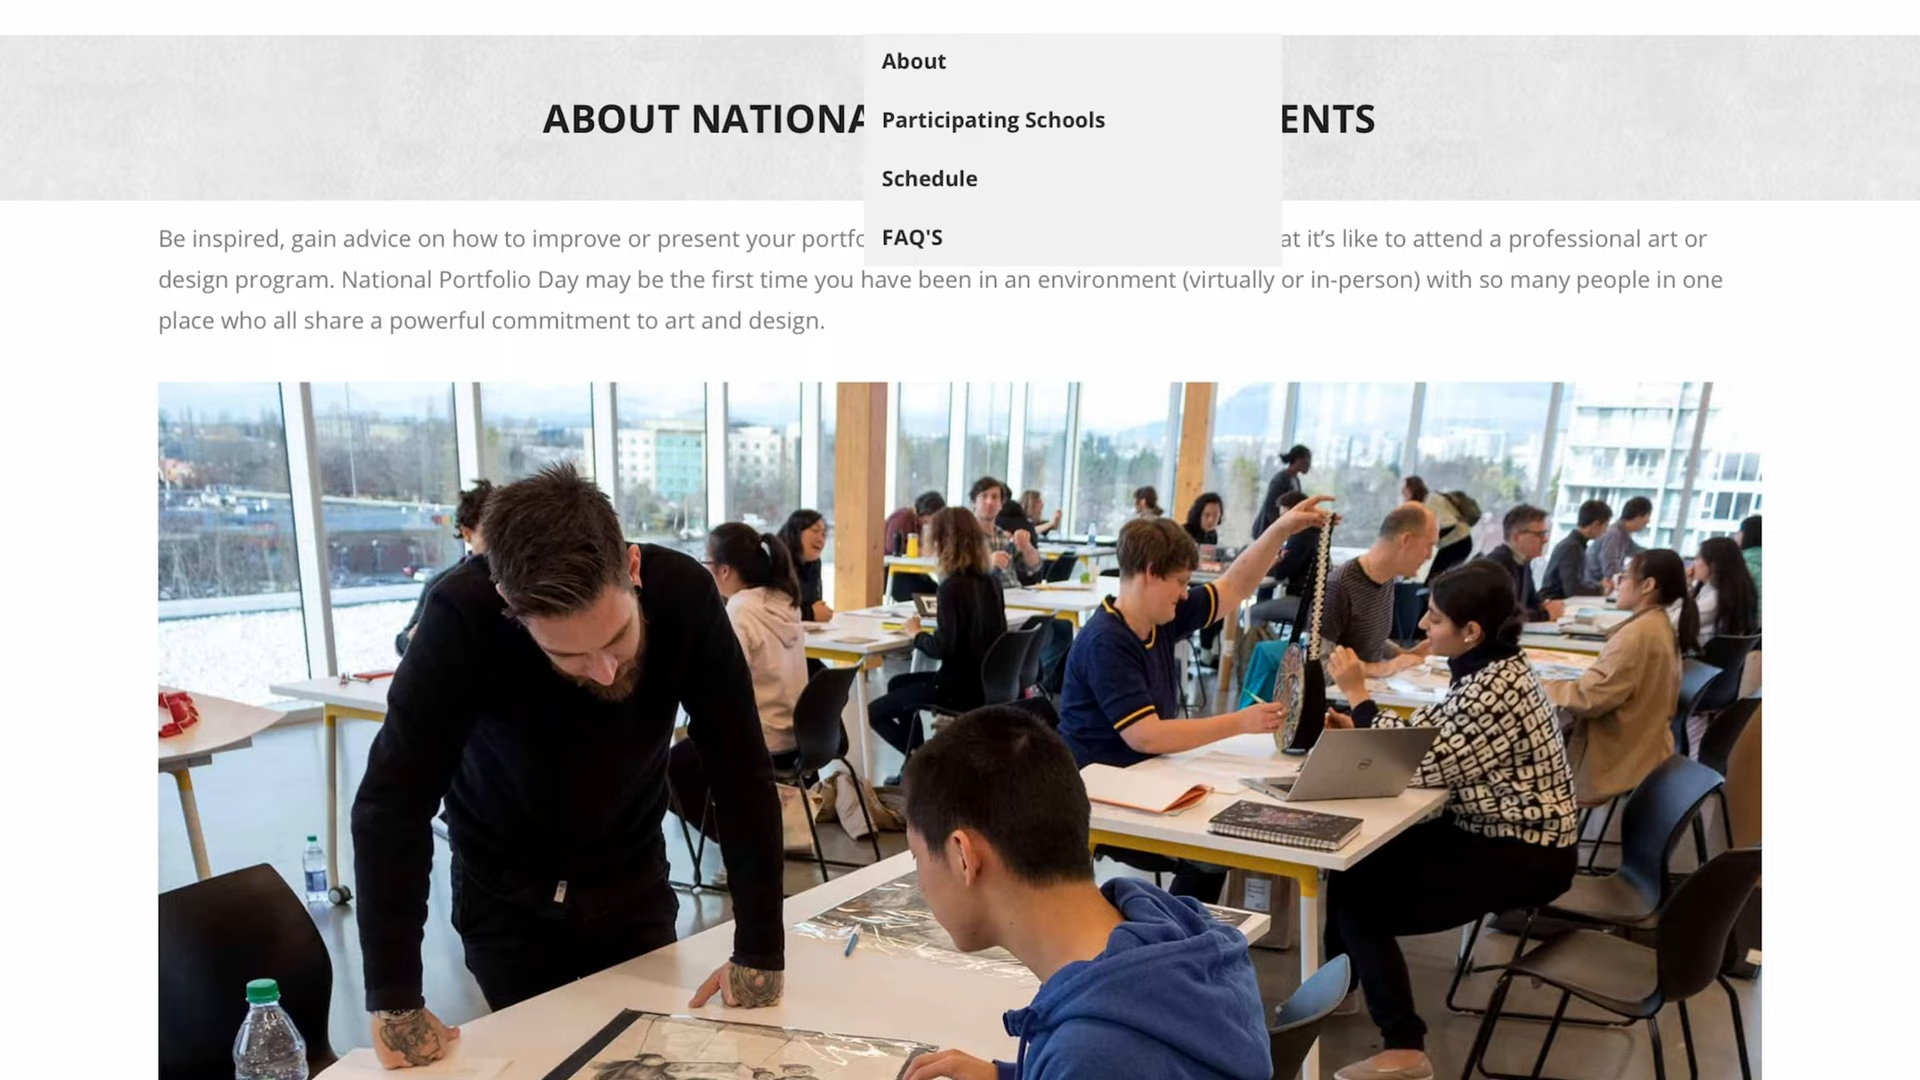 About
Participating Schools
Schedule
FAQ'S
ABOUT NATIONA
ENTS
Be inspired, gain advice on how to improve or present your portfo
at it’s like to attend a professional art or
design program. National Portfolio Day may be the first time you have been in an environment (virtually or in-person) with so many people in one
place who all share a powerful commitment to art and design.